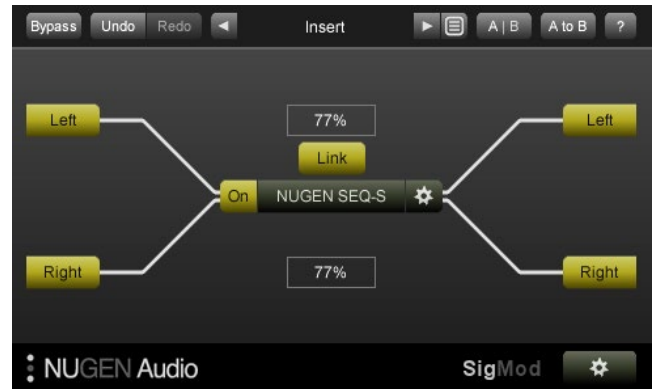 Bypass Undo Redo Insert A | B A to B ?
Left 77% Left
Link
On NUGEN SEQ-S
Right 77% Right
NUGEN Audio SigMod